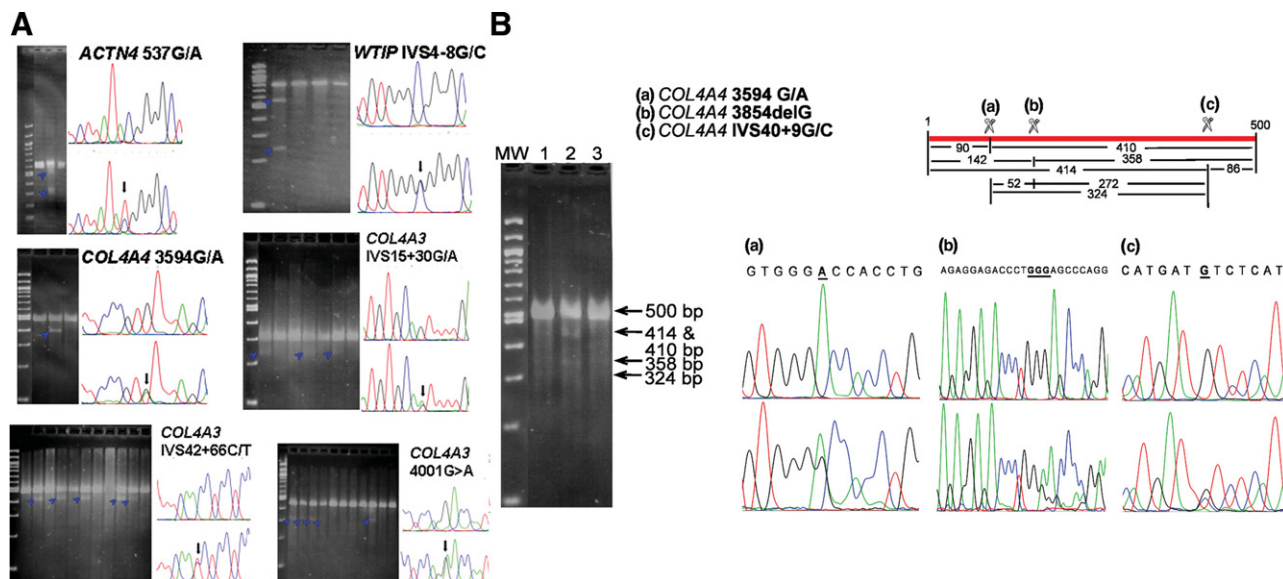 A
B
ACTN4 537G/A
WTIP IVS4-8G/C
COL4A4 3594G/A
COL4A3
IVS15+30G/A
COL4A3
IVS42+66C/T
COL4A3
4001G>A
(a) COL4A4 3594 G/A
(b) COL4A4 3854delG
(c) COL4A4 IVS40+9G/C
MW 1 2 3
500 bp
414 &
410 bp
358 bp
324 bp
(a) (b) (c)
1 500
90 410
142 358
414 86
52 272
324
(a) (b) (c)
GTGGGACCACCTG
AGAGGAGACCCTGGGAGCCCAGG
CATGATGTCTCAT